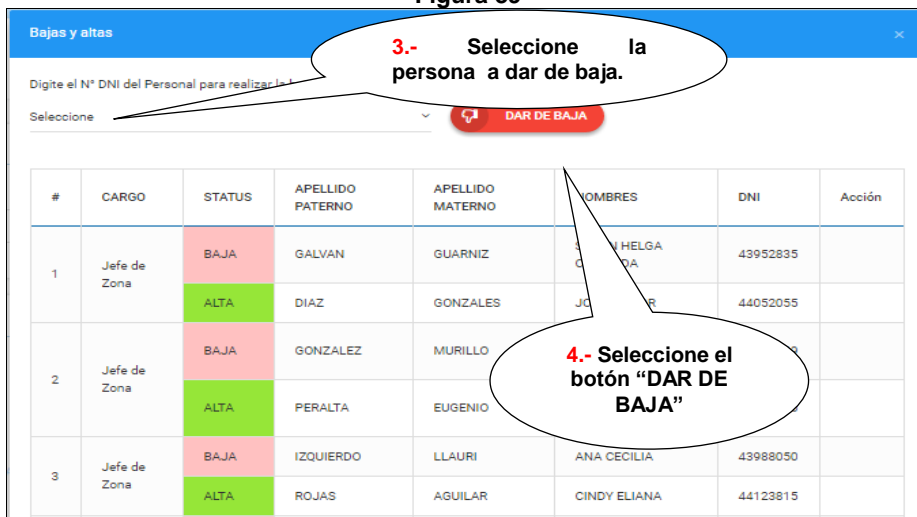 Bajas y altas
×
3.- Seleccione la
persona a dar de baja.
Digite el N° DNI del Personal para realizar la
Seleccione
DAR DE BAJA
# CARGO STATUS APELLIDO PATERNO APELLIDO MATERNO NOMBRES DNI Acción
1 Jefe de Zona
BAJA GALVAN GUARNIZ HELGA 43952835
ALTA DIAZ GONZALES 44052055
2 Jefe de Zona
BAJA GONZALEZ MURILLO
ALTA PERALTA EUGENIO
4.- Seleccione el
botón “DAR DE
BAJA”
3 Jefe de Zona
BAJA IZQUIERDO LLAURI ANA CECILIA 43988050
ALTA ROJAS AGUILAR CINDY ELIANA 44123815